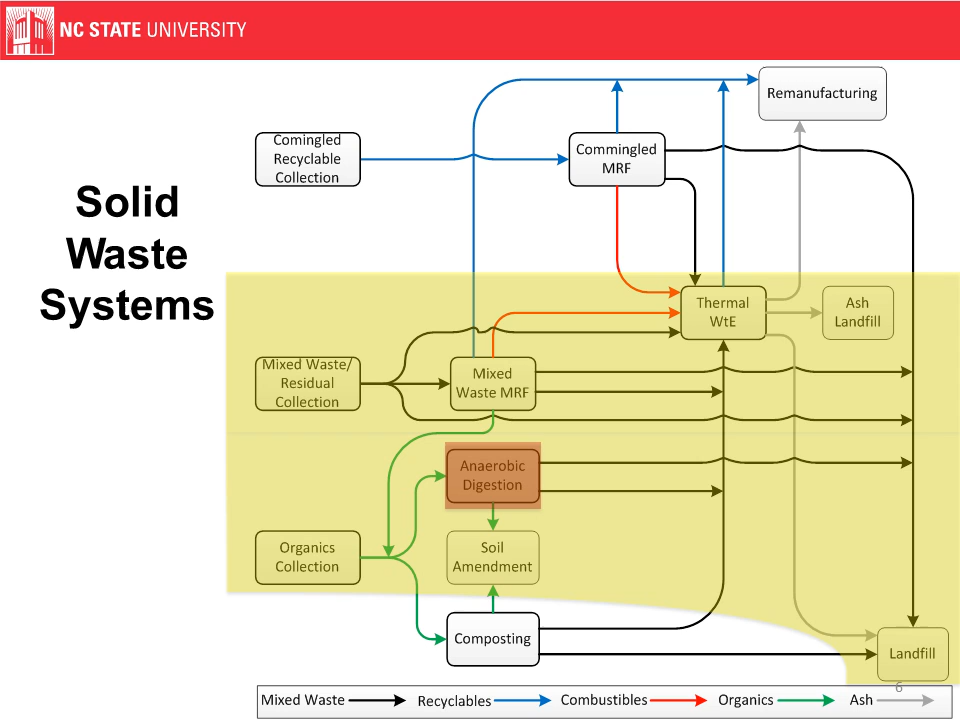 NC STATE UNIVERSITY
Solid
Waste
Systems
Remanufacturing
Comingled
Recyclable
Collection
Commingled
MRF
Thermal
WtE
Ash
Landfill
Mixed Waste/
Residual
Collection
Mixed
Waste MRF
Anaerobic
Digestion
Organics
Collection
Soil
Amendment
Composting
Landfill
6
Mixed Waste
Recyclables
Combustibles
Organics
Ash